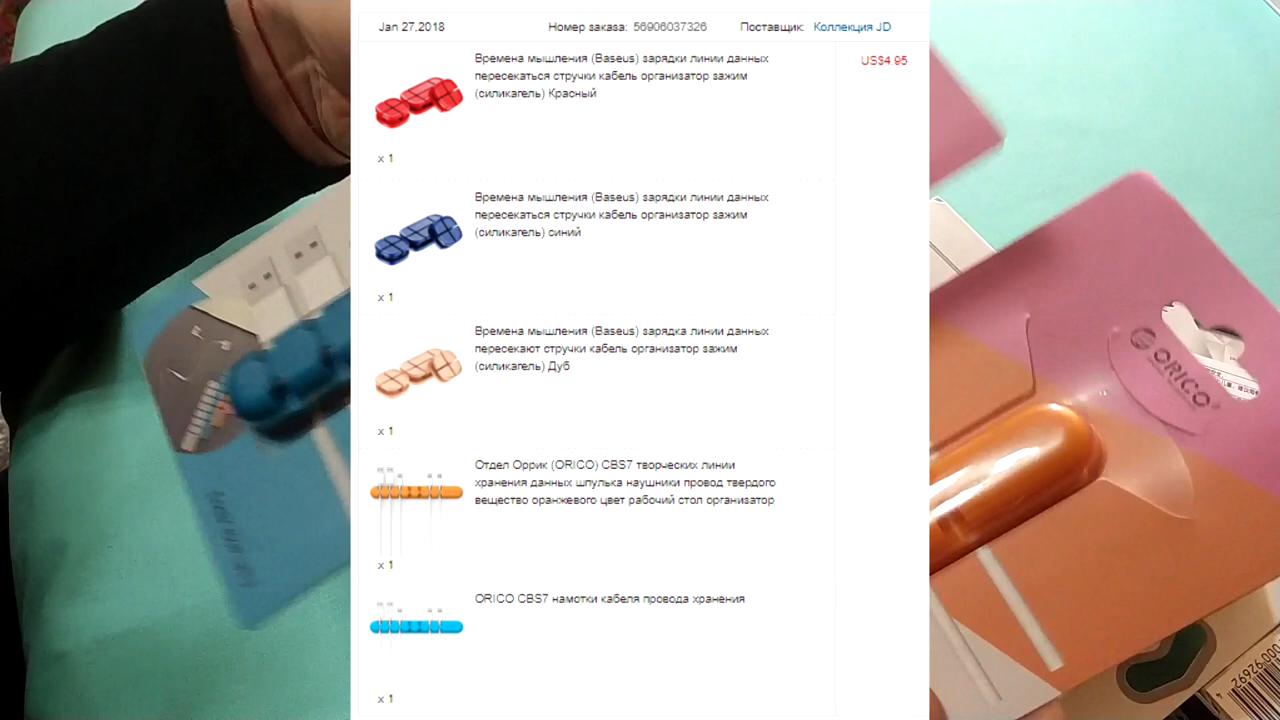 Jan 27,2018 Номер заказа: 56906037326 Поставщик: Коллекция JD
Времена мышления (Baseus) зарядки линии данных
пересекаться стручки кабель организатор зажим
(силикагель) Красный
US$4.95
x 1
Времена мышления (Baseus) зарядки линии данных
пересекаться стручки кабель организатор зажим
(силикагель) синий
x 1
Времена мышления (Baseus) зарядка линии данных
пересекают стручки кабель организатор зажим
(силикагель) Дуб
x 1
Отдел Оррик (ORICO) CBS7 творческих линии
хранения данных шпулька наушники провод твердого
вещество оранжевого цвет рабочий стол организатор
x 1
ORICO CBS7 намотки кабеля провода хранения
x 1
ORICO